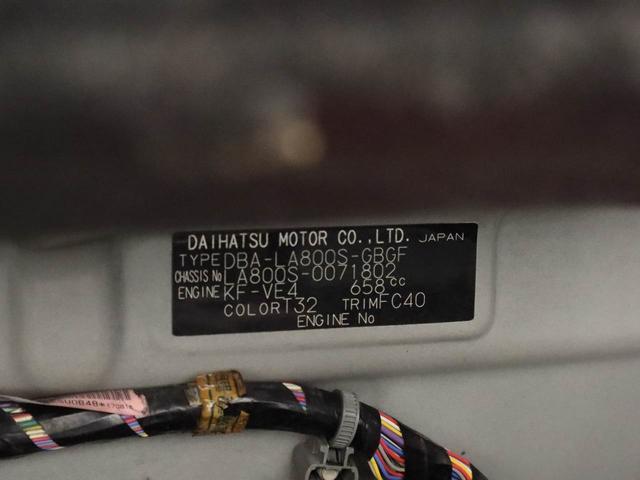 DAIHATSU MOTOR CO.,LTD. JAPAN
TYPE DBA-LA800S-GBGF
CHASSIS No LA800S-0071802
ENGINE KF-VE4 658cc
COLOR T32 TRIM FC40
ENGINE No